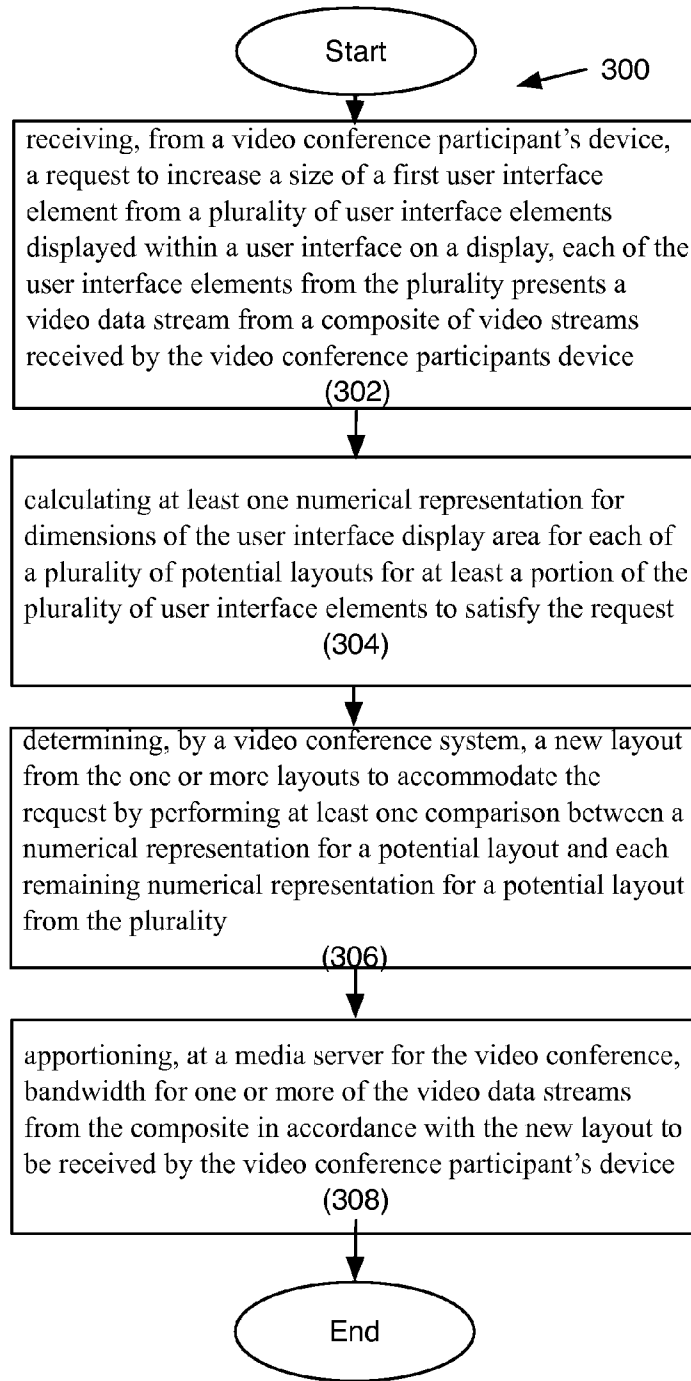 Start
300
receiving, from a video conference participant's device,
a request to increase a size of a first user interface
element from a plurality of user interface elements
displayed within a user interface on a display, each of the
user interface elements from the plurality presents a
video data stream from a composite of video streams
received by the video conference participants device
(302)
calculating at least one numerical representation for
dimensions of the user interface display area for each of
a plurality of potential layouts for at least a portion of the
plurality of user interface elements to satisfy the request
(304)
determining, by a video conference system, a new layout
from the one or more layouts to accommodate the
request by performing at least one comparison between a
numerical representation for a potential layout and each
remaining numerical representation for a potential layout
from the plurality
(306)
apportioning, at a media server for the video conference,
bandwidth for one or more of the video data streams
from the composite in accordance with the new layout to
be received by the video conference participant's device
(308)
End